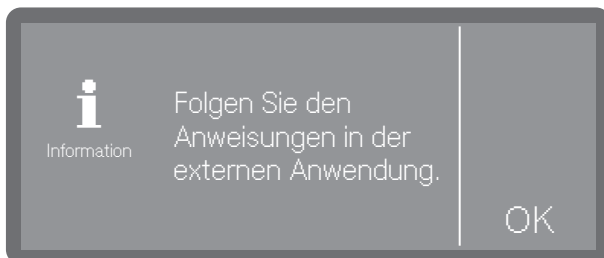 Information
Folgen Sie den
Anweisungen in der
externen Anwendung.
OK